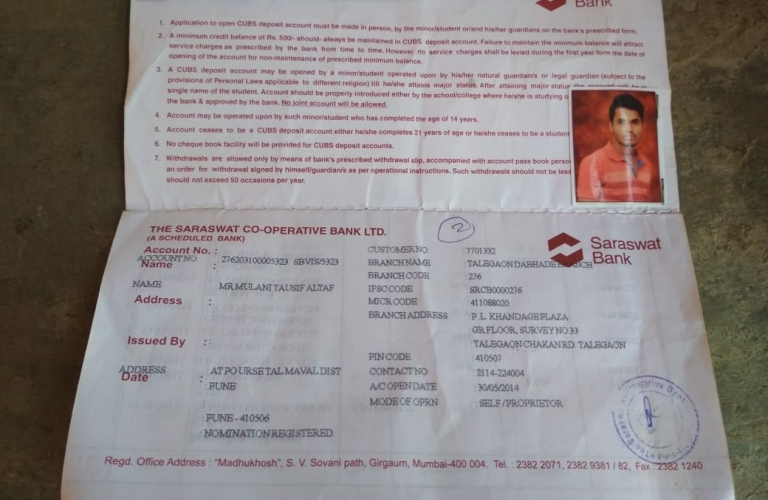 Bank
1. Application to open CUBS deposit account must be made in person, by the minor/student or/and his/her guardians on the bank's prescribed form.
2. A minimum credit balance of Rs. 500/- should- always be maintained in CUBS deposit account. Failure to maintain the minimum balance will attract
service charges as prescribed by the bank from time to time. However no service charges shall be levied during the first year form the date of
opening of the account for non-maintenance of prescribed minimum balance.
3. A CUBS deposit account may be opened by a minor/student operated upon by his/her natural guardian/s or legal guardian (subject to the
provisions of Personal Laws applicable to different religion) till he/she attains major status. After attaining major status the account will be in
single name of the student. Account should be properly introduced either by the school/college where he/she is studying o
the bank & approved by the bank. No joint account will be allowed.
4. Account may be operated upon by such minor/student who has completed the age of 14 years.
5. Account ceases to be a CUBS deposit account either he/she completes 21 years of age or he/she ceases to be a student
6. No cheque book facility will be provided for CUBS deposit accounts.
7. Withdrawals are allowed only by means of bank's prescribed withdrawal slip, accompanied with account pass book perso
an order for withdrawal signed by himself/guardian/s as per operational instructions. Such withdrawals should not be less
should not exceed 50 occasions per year.
THE SARASWAT CO-OPERATIVE BANK LTD.
(A SCHEDULED BANK)
2
Saraswat
Bank
Account No. :
ACCOUNT NO. : 276203100005323 SBVIS/5323
Name
NAME : MR.MULANI TAUSIF ALTAF
Address :
Issued By :
ADDRESS : AT PO URSE TAL MAVAL DIST
Date
: PUNE
: PUNE - 410506
: NOMINATION REGISTERED.
CUSTOMER NO. : 7701332
BRANCH NAME : TALEGAON DABHADE BRANCH
BRANCH CODE : 276
IFSC CODE : SRCB0000276
MICR CODE : 411088020
BRANCH ADDRESS : P. L. KHANDAGE PLAZA
GR.FLOOR, SURVEY NO 33
: TALEGAON CHAKAN RD. TALEGAON
PIN CODE : 410507
CONTACT NO : 2114-224004
A/C OPEN DATE : 30/05/2014
MODE OF OPRN : SELF / PROPRIETOR
Regd. Office Address : "Madhukhosh", S. V. Sovani path, Girgaum, Mumbai-400 004. Tel. : 2382 2071, 2382 9381 / 82, Fax : 2382 1240